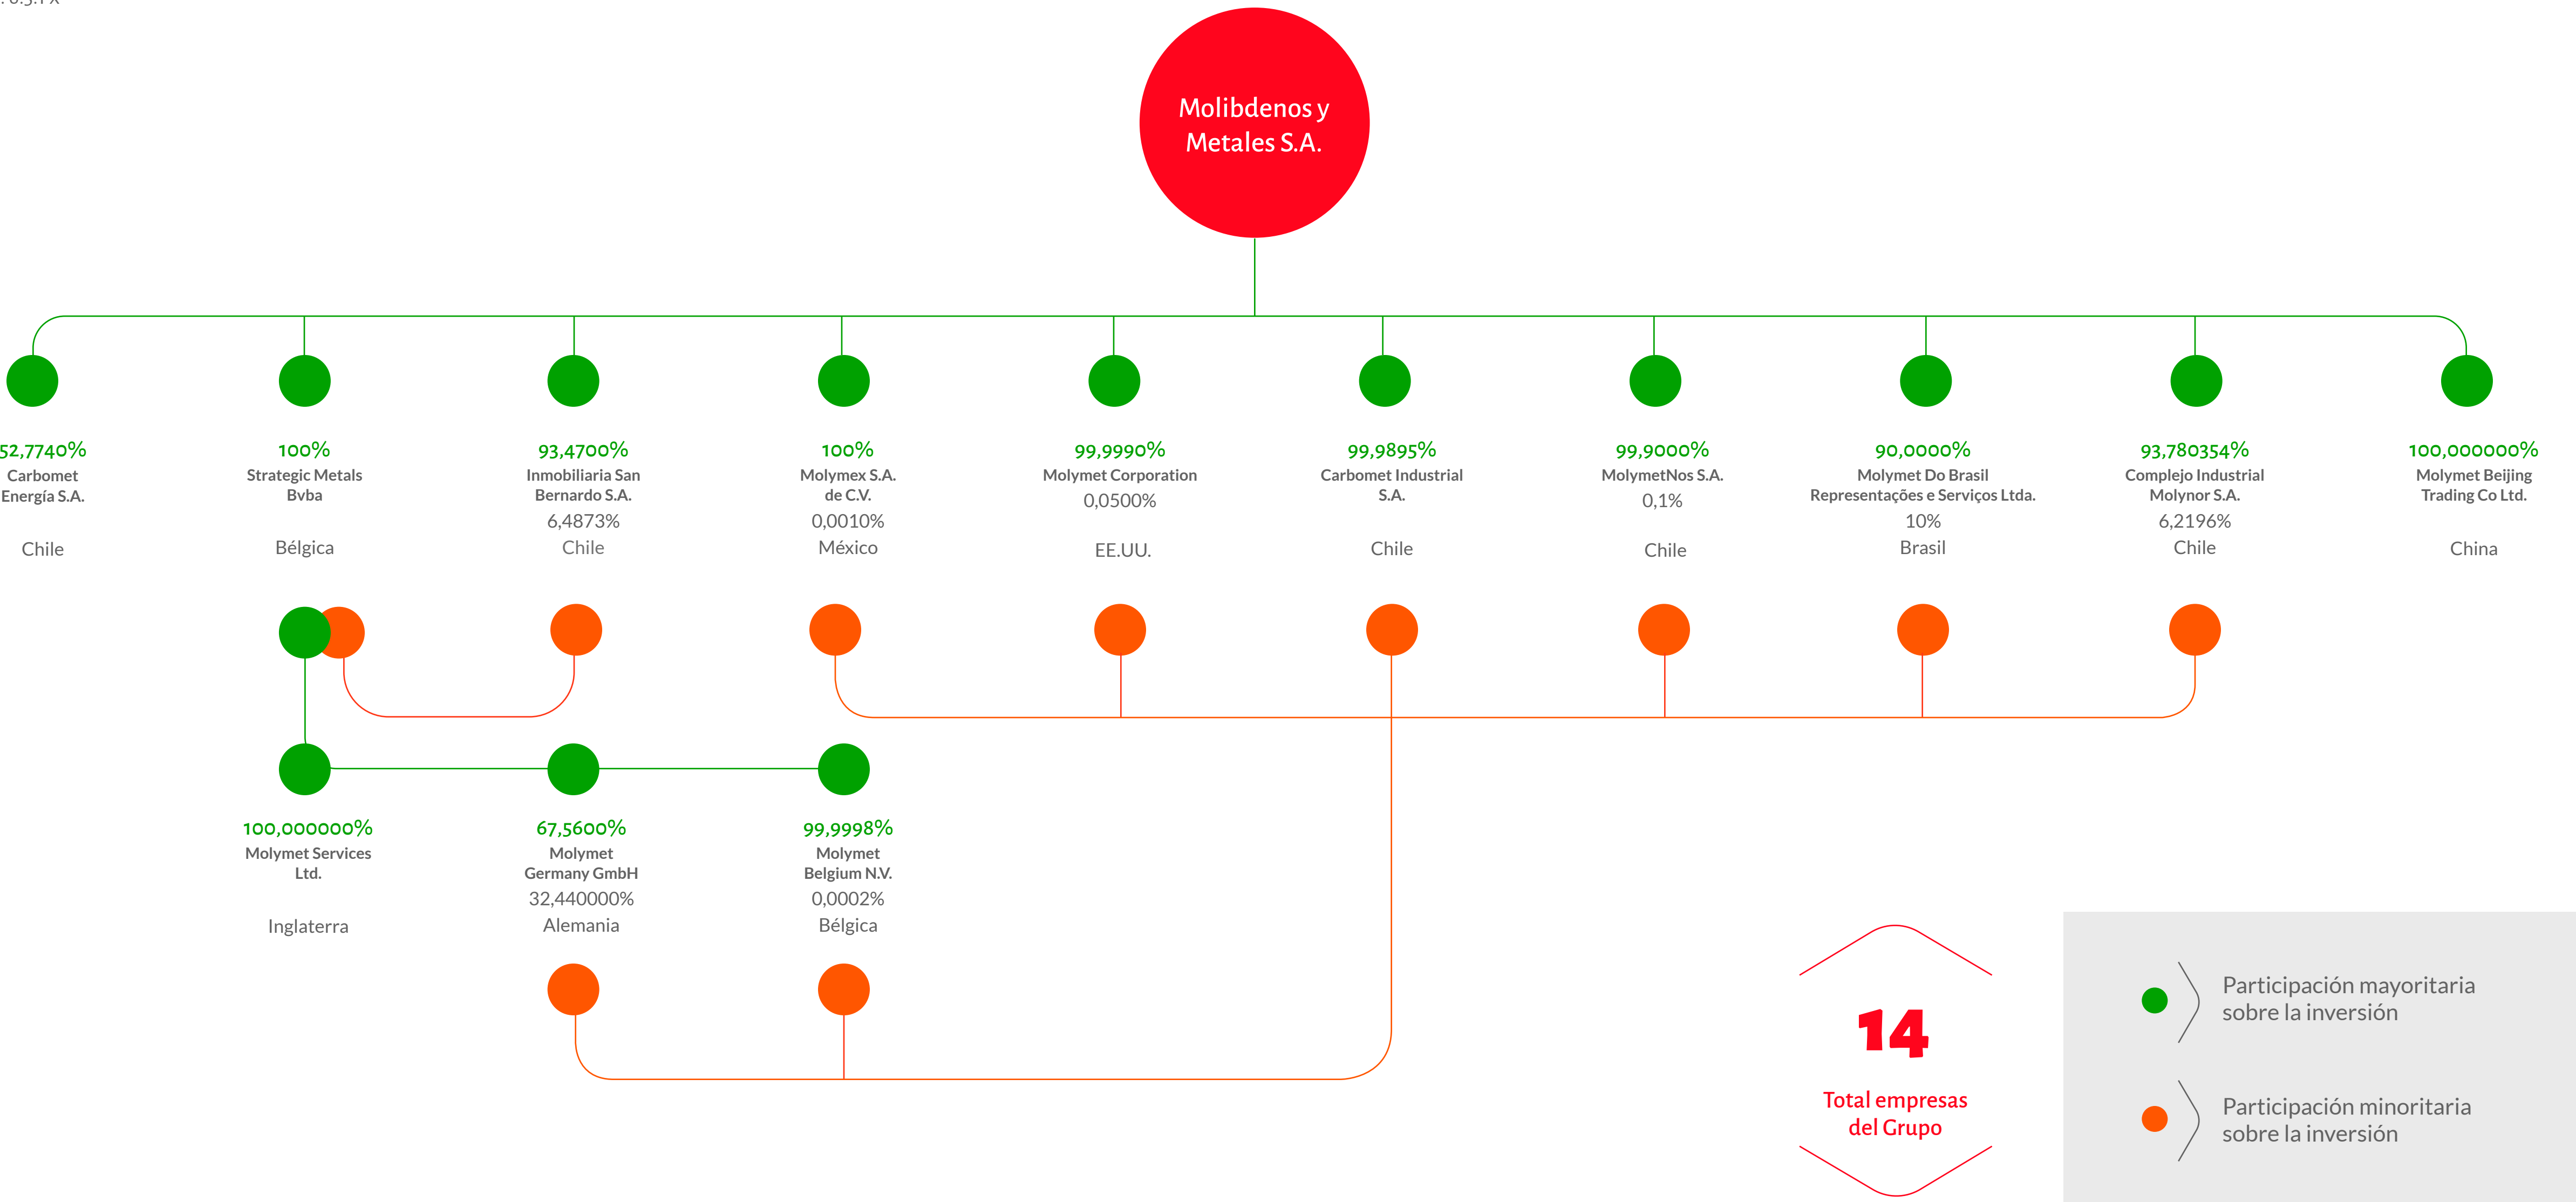 Molibdenos y
Metales S.A.
52,7740%
Carbomet
Energía S.A.
Chile
100%
Strategic Metals
Bvba
Bélgica
93,4700%
Inmobiliaria San
Bernardo S.A.
6,4873%
Chile
100%
Molymex S.A.
de C.V.
0,0010%
México
99,9990%
Molymet Corporation
0,0500%
EE.UU.
99,9895%
Carbomet Industrial
S.A.
Chile
99,9000%
MolymetNos S.A.
0,1%
Chile
90,0000%
Molymet Do Brasil
Representações e Serviços Ltda.
10%
Brasil
93,780354%
Complejo Industrial
Molynor S.A.
6,2196%
Chile
100,000000%
Molymet Beijing
Trading Co Ltd.
China
100,000000%
Molymet Services
Ltd.
Inglaterra
67,5600%
Molymet
Germany GmbH
32,440000%
Alemania
99,9998%
Molymet
Belgium N.V.
0,0002%
Bélgica
14
Total empresas
del Grupo
Participación mayoritaria
sobre la inversión
Participación minoritaria
sobre la inversión